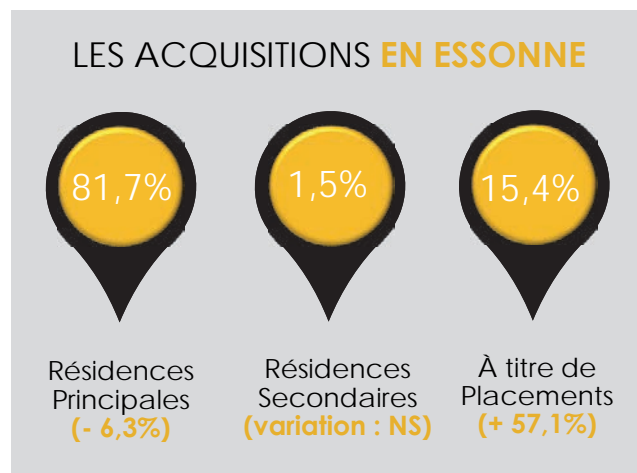 LES ACQUISITIONS EN ESSONNE
81,7%
1,5%
15,4%
Résidences
Principales
(- 6,3%)
Résidences
Secondaires
(variation : NS)
À titre de
Placements
(+ 57,1%)